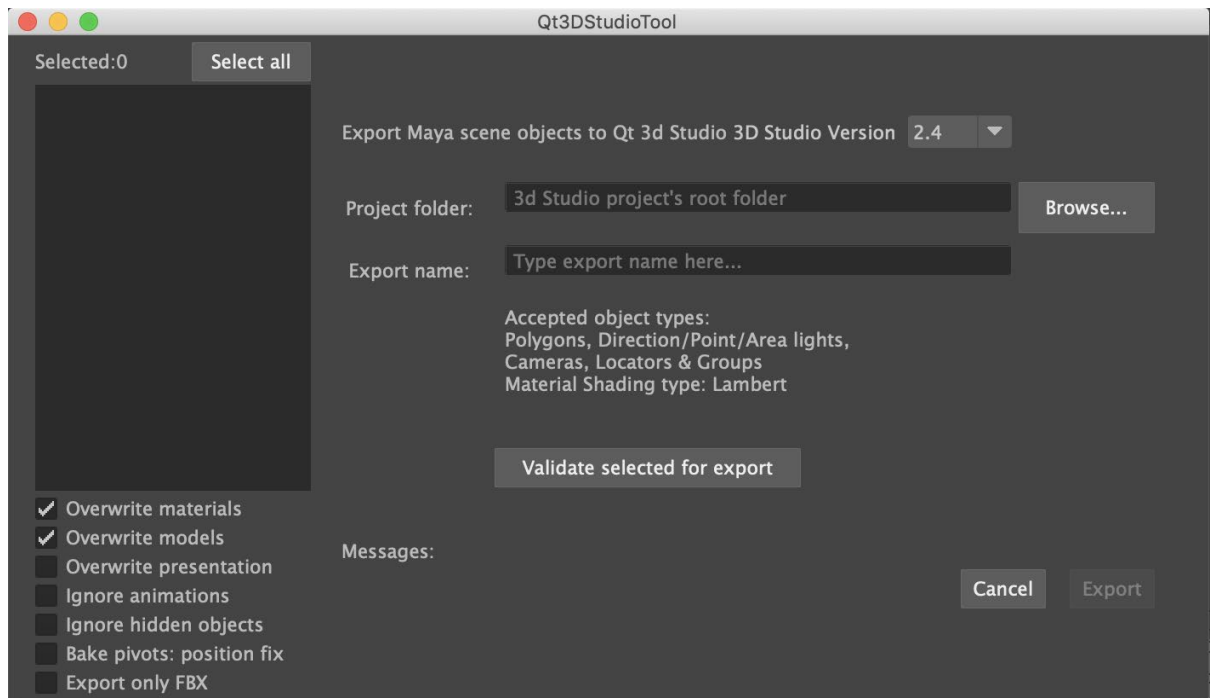 Qt3DStudioTool
Selected:0
Select all
Export Maya scene objects to Qt 3d Studio 3D Studio Version 2.4
Project folder:
3d Studio project's root folder
Browse...
Export name:
Type export name here...
Accepted object types:
Polygons, Direction/Point/Area lights,
Cameras, Locators & Groups
Material Shading type: Lambert
Validate selected for export
Overwrite materials
Overwrite models
Overwrite presentation
Ignore animations
Ignore hidden objects
Bake pivots: position fix
Export only FBX
Messages:
Cancel
Export